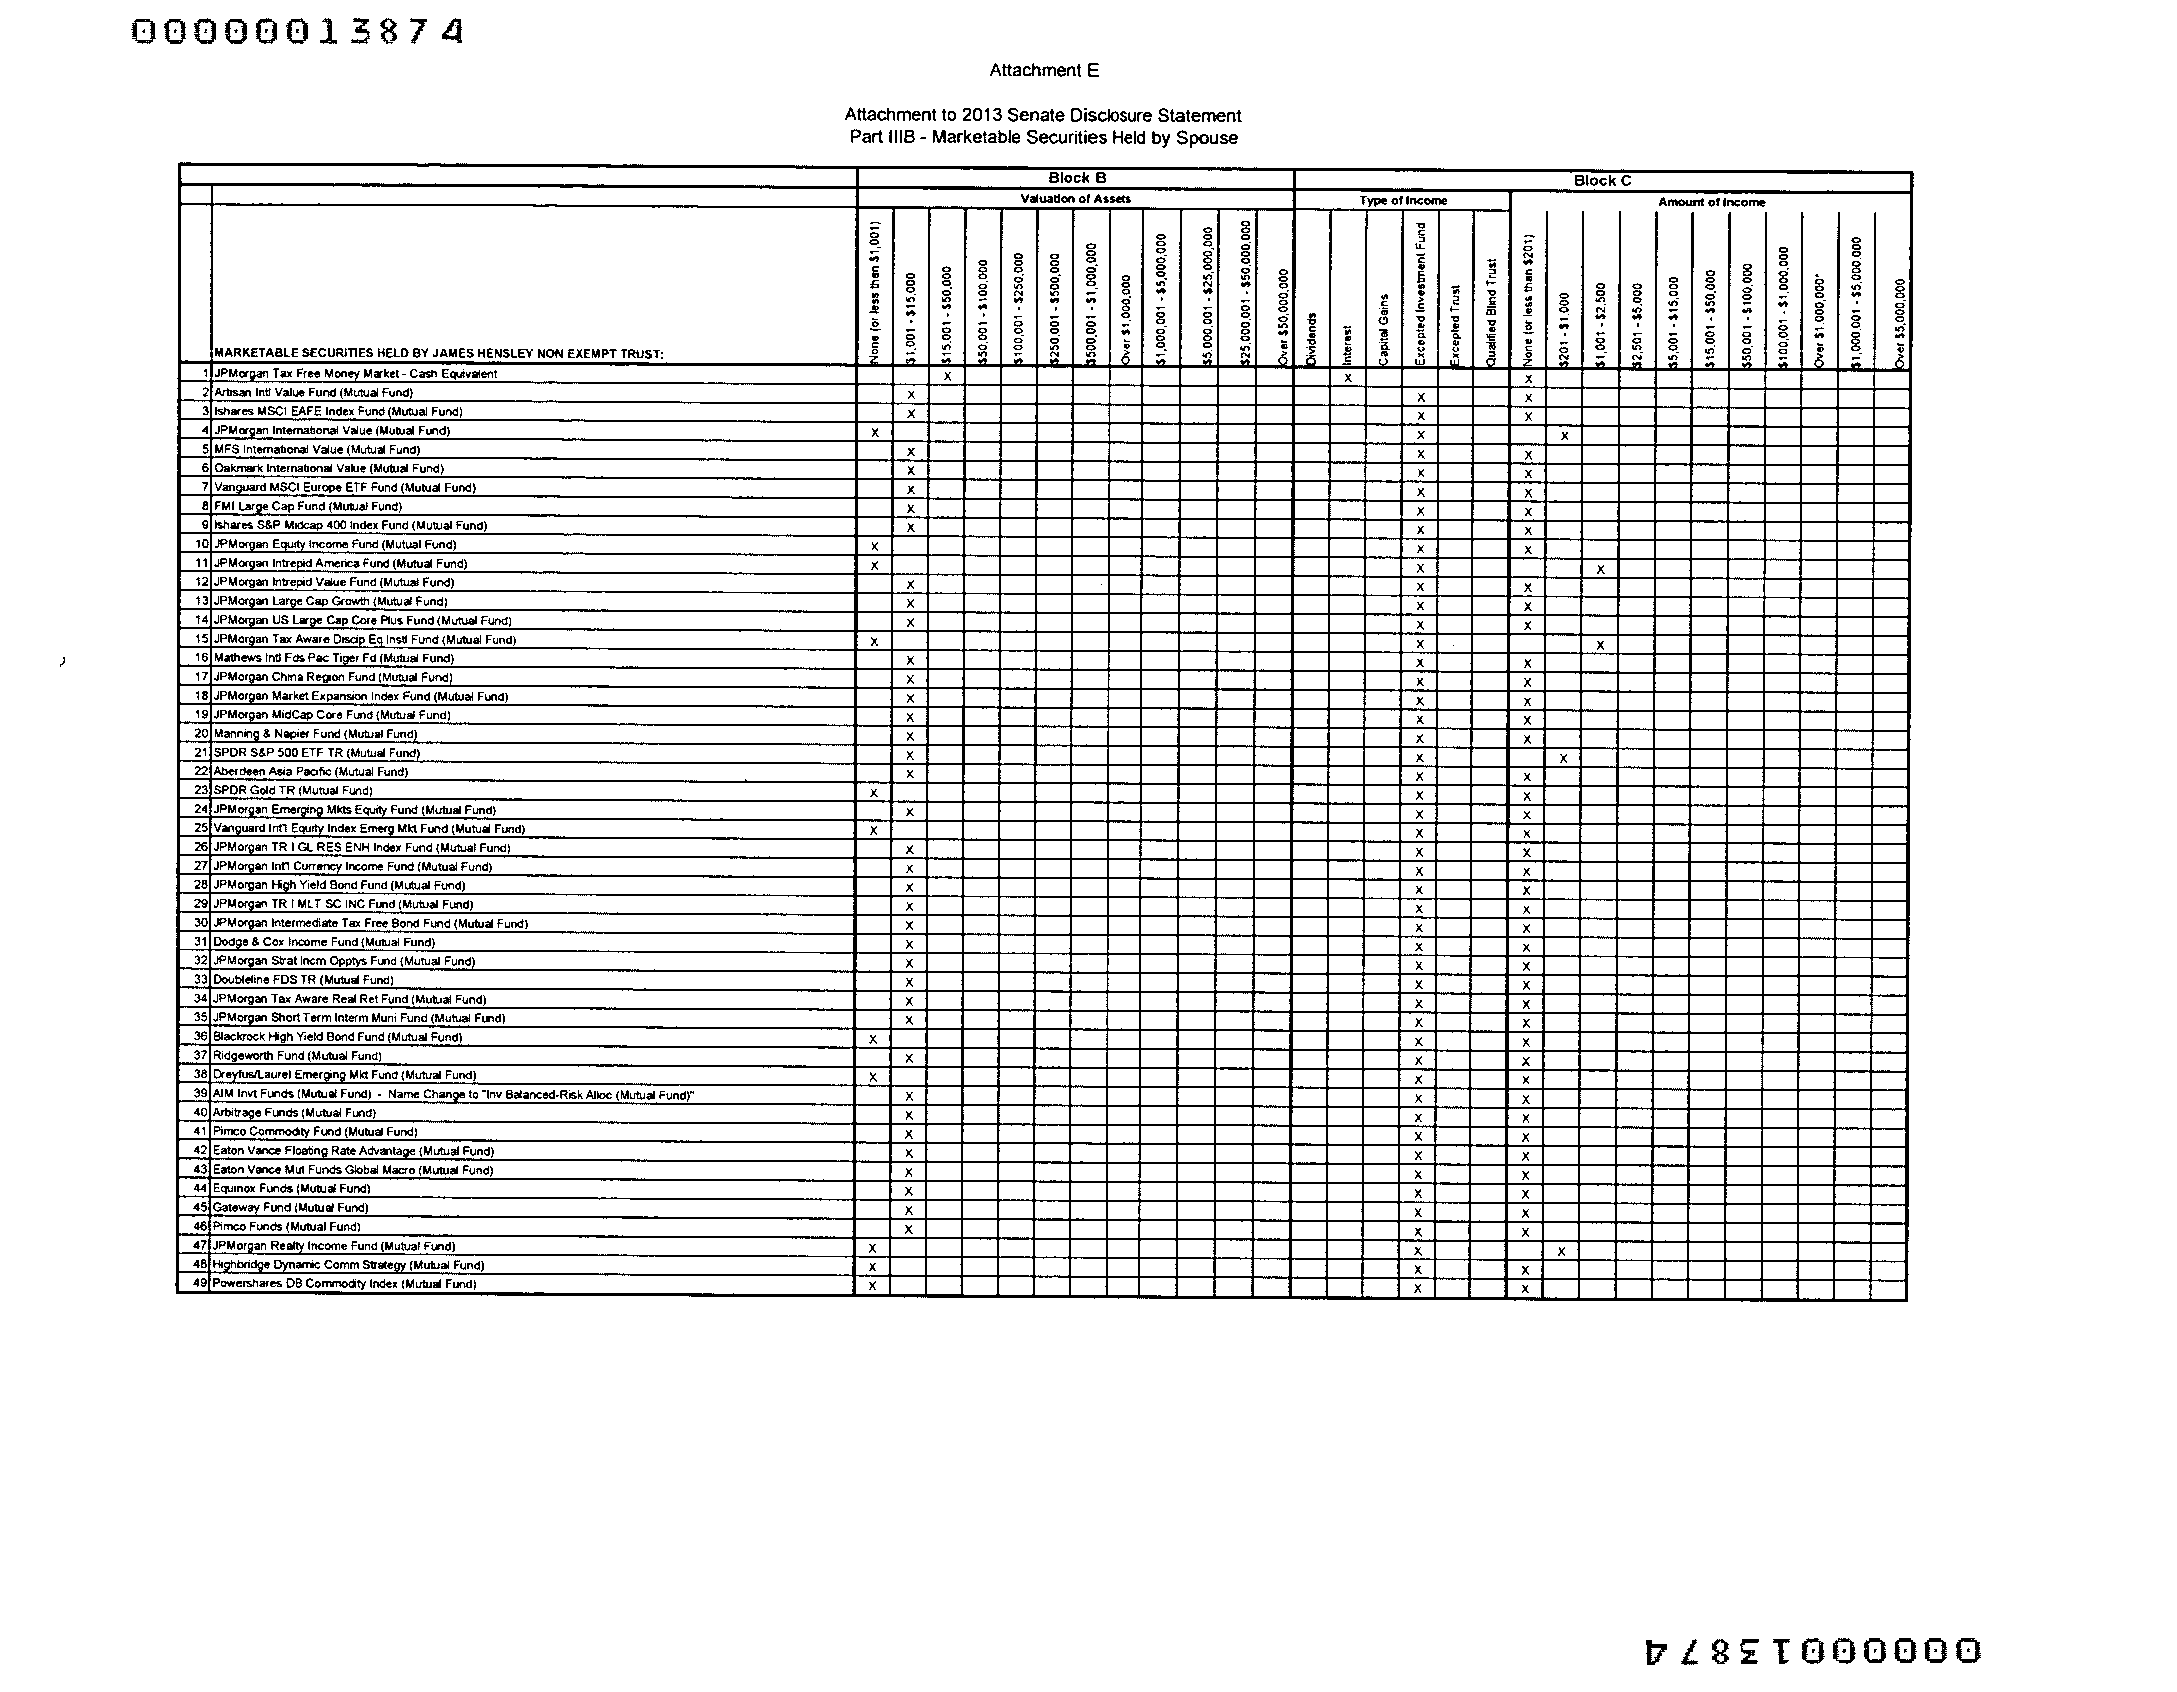 00000013874
Attachment E
Attachment to 2013 Senate Disclosure Statement
Part IIIB - Marketable Securities Held by Spouse
Block B Block C
Valuation of Assets Type of Income Amount of Income
MARKETABLE SECURITIES HELD BY JAMES HENSLEY NON EXEMPT TRUST:
None (or less then $1,001)
$1,001 - $15,000
$15,001 - $50,000
$50,001 - $100,000
$100,001 - $250,000
$250,001 - $500,000
$500,001 - $1,000,000
Over $1,000,000
$1,000,001 - $5,000,000
$5,000,001 - $25,000,000
$25,000,001 - $50,000,000
Over $50,000,000
Dividends
Interest
Capital Gains
Excepted Investment Fund
Excepted Trust
Qualified Blind Trust
None (or less than $201)
$201 - $1,000
$1,001 - $2,500
$2,501 - $5,000
$5,001 - $15,000
$15,001 - $50,000
$50,001 - $100,000
$100,001 - $1,000,000
Over $1,000,000*
$1,000,001 - $5,000,000
Over $5,000,000
1 JPMorgan Tax Free Money Market - Cash Equivalent X X X
2 Artisan Intl Value Fund (Mutual Fund) X X X
3 Ishares MSCI EAFE Index Fund (Mutual Fund) X X X
4 JPMorgan International Value (Mutual Fund) X X X
5 MFS International Value (Mutual Fund) X X X
6 Oakmark International Value (Mutual Fund) X X X
7 Vanguard MSCI Europe ETF Fund (Mutual Fund) X X X
8 FMI Large Cap Fund (Mutual Fund) X X X
9 Ishares S&P Midcap 400 Index Fund (Mutual Fund) X X X
10 JPMorgan Equity Income Fund (Mutual Fund) X X X
11 JPMorgan Intrepid America Fund (Mutual Fund) X X X
12 JPMorgan Intrepid Value Fund (Mutual Fund) X X X
13 JPMorgan Large Cap Growth (Mutual Fund) X X X
14 JPMorgan US Large Cap Core Plus Fund (Mutual Fund) X X X
15 JPMorgan Tax Aware Discip Eq Instl Fund (Mutual Fund) X X X
16 Mathews Intl Fds Pac Tiger Fd (Mutual Fund) X X X
17 JPMorgan China Region Fund (Mutual Fund) X X X
18 JPMorgan Market Expansion Index Fund (Mutual Fund) X X X
19 JPMorgan MidCap Core Fund (Mutual Fund) X X X
20 Manning & Napier Fund (Mutual Fund) X X X
21 SPDR S&P 500 ETF TR (Mutual Fund) X X X
22 Aberdeen Asia Pacific (Mutual Fund) X X X
23 SPDR Gold TR (Mutual Fund) X X X
24 JPMorgan Emerging Mkts Equity Fund (Mutual Fund) X X X
25 Vanguard Int'l Equity Index Emerg Mkt Fund (Mutual Fund) X X X
26 JPMorgan TR I GL RES ENH Index Fund (Mutual Fund) X X X
27 JPMorgan Int'l Currency Income Fund (Mutual Fund) X X X
28 JPMorgan High Yield Bond Fund (Mutual Fund) X X X
29 JPMorgan TR I MLT SC INC Fund (Mutual Fund) X X X
30 JPMorgan Intermediate Tax Free Bond Fund (Mutual Fund) X X X
31 Dodge & Cox Income Fund (Mutual Fund) X X X
32 JPMorgan Strat Incm Opptys Fund (Mutual Fund) X X X
33 Doubleline FDS TR (Mutual Fund) X X X
34 JPMorgan Tax Aware Real Ret Fund (Mutual Fund) X X X
35 JPMorgan Short Term Interm Muni Fund (Mutual Fund) X X X
36 Blackrock High Yield Bond Fund (Mutual Fund) X X X
37 Ridgeworth Fund (Mutual Fund) X X X
38 Dreyfus/Laurel Emerging Mkt Fund (Mutual Fund) X X X
39 AIM Invt Funds (Mutual Fund) - Name Change to "Inv Balanced-Risk Alloc (Mutual Fund)" X X X
40 Arbitrage Funds (Mutual Fund) X X X
41 Pimco Commodity Fund (Mutual Fund) X X X
42 Eaton Vance Floating Rate Advantage (Mutual Fund) X X X
43 Eaton Vance Mut Funds Global Macro (Mutual Fund) X X X
44 Equinox Funds (Mutual Fund) X X X
45 Gateway Fund (Mutual Fund) X X X
46 Pimco Funds (Mutual Fund) X X X
47 JPMorgan Realty Income Fund (Mutual Fund) X X X
48 Highbridge Dynamic Comm Strategy (Mutual Fund) X X X
49 Powershares DB Commodity Index (Mutual Fund) X X X
00000013874